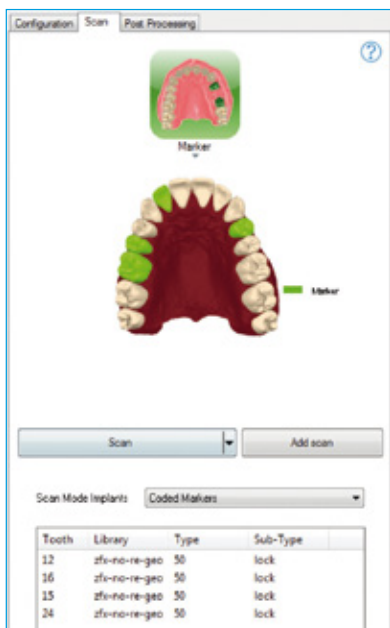 Configuration Scan Post Processing
?
Marker
Marker
Scan Add scan
Scan Mode Implants Coded Markers
Tooth Library Type Sub-Type
12 zfx-no-re-geo 50 lock
16 zfx-no-re-geo 50 lock
15 zfx-no-re-geo 50 lock
24 zfx-no-re-geo 50 lock